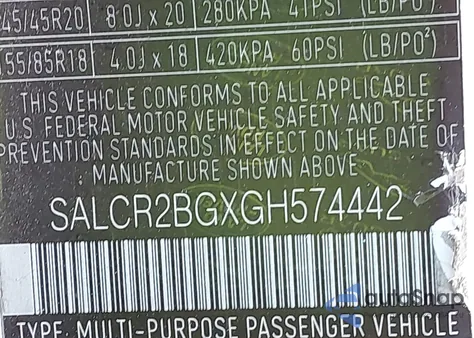 45/45R20 8.0J x 20 280KPA 41PSI (LB/PO²)
155/85R18 4.0J x 18 420KPA 60PSI (LB/PO²)
THIS VEHICLE CONFORMS TO ALL APPLICABLE
U.S. FEDERAL MOTOR VEHICLE SAFETY AND THEFT
PREVENTION STANDARDS IN EFFECT ON THE DATE OF
MANUFACTURE SHOWN ABOVE
SALCR2BGXGH574442
autoSnap
TYPE: MULTI-PURPOSE PASSENGER VEHICLE